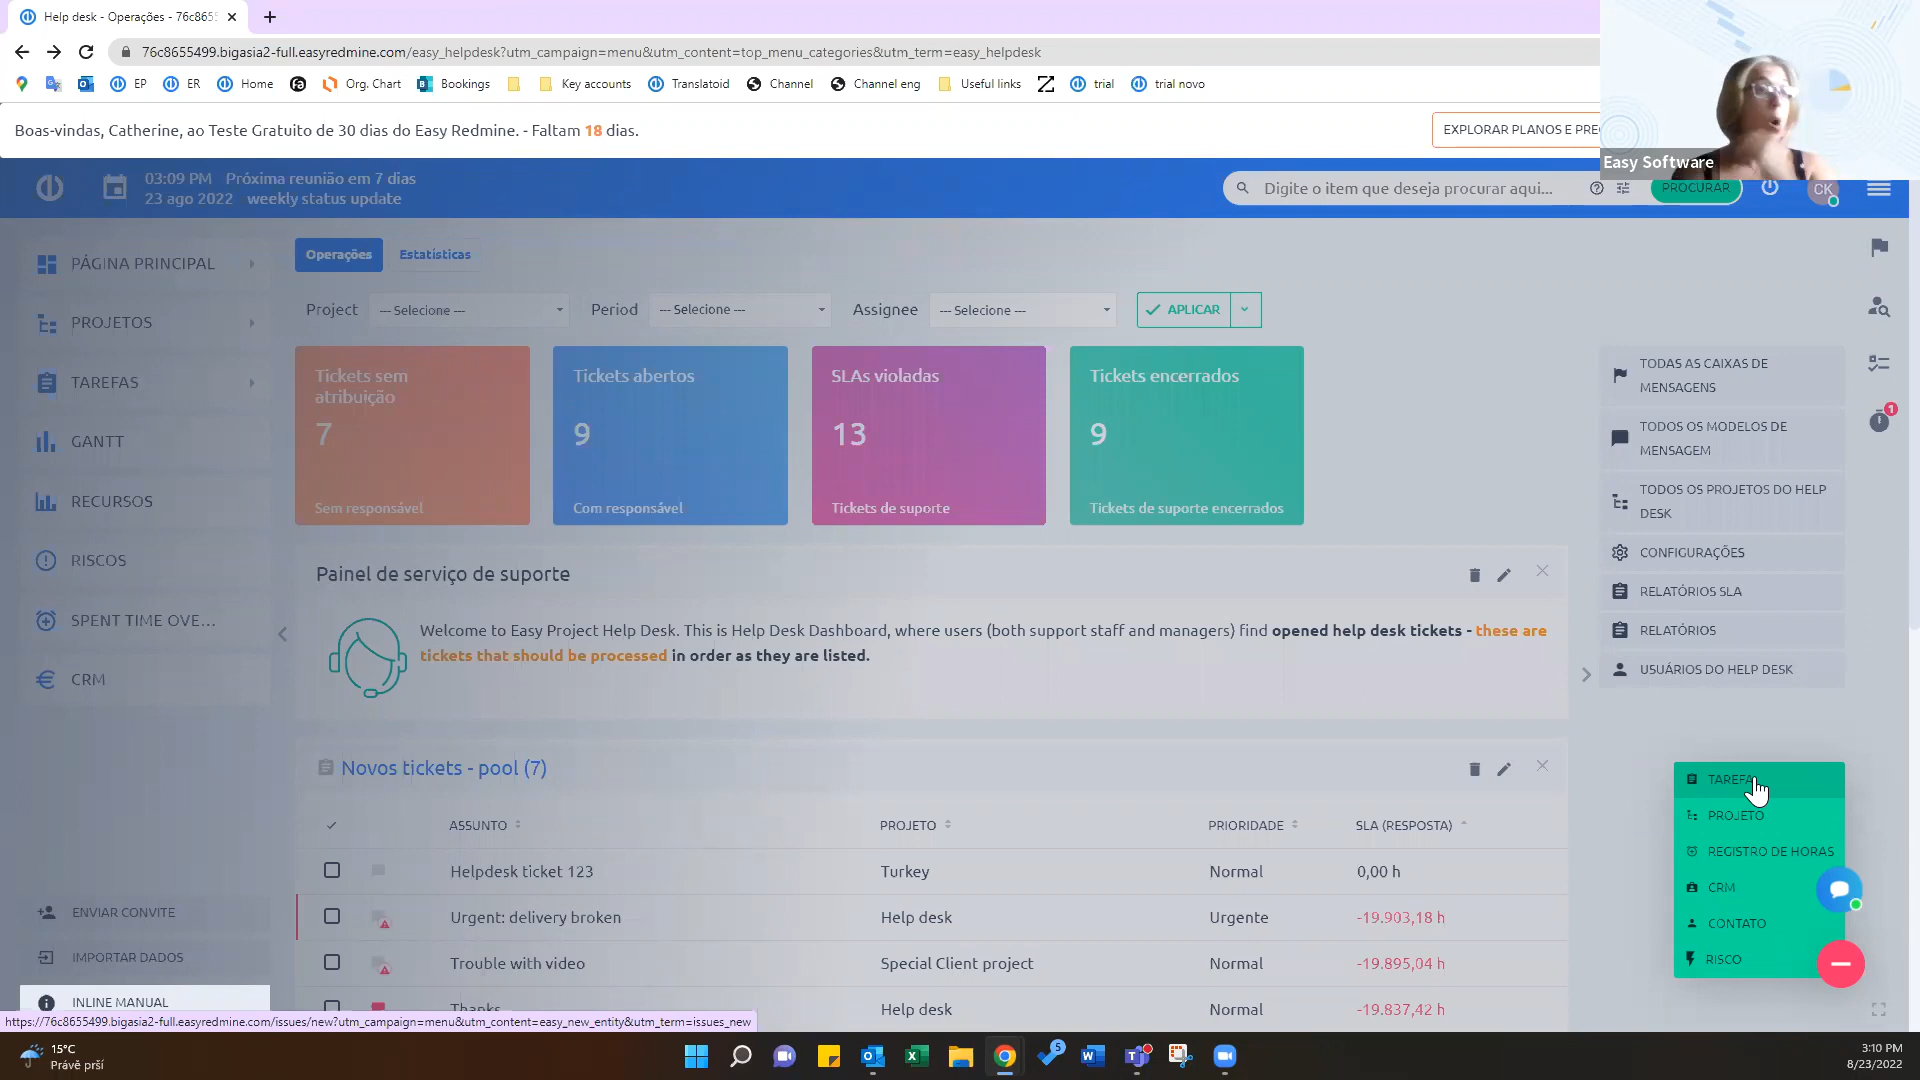 Help desk - Operações - 76c8655
76c8655499.bigasia2-full.easyredmine.com/easy_helpdesk?utm_campaign=menu&utm_content=top_menu_categories&utm_term=easy_helpdesk
EP ER Home Org. Chart Bookings Key accounts Translatoid Channel Channel eng Useful links trial trial novo
Boas-vindas, Catherine, ao Teste Gratuito de 30 dias do Easy Redmine. - Faltam 18 dias.
EXPLORAR PLANOS E
Easy Software
03:09 PM Próxima reunião em 7 dias
23 ago 2022 weekly status update
Digite o item que deseja procurar aqui...
PROCURAR
CK
PÁGINA PRINCIPAL
PROJETOS
TAREFAS
GANTT
RECURSOS
RISCOS
SPENT TIME OVE...
CRM
ENVIAR CONVITE
IMPORTAR DADOS
INLINE MANUAL
Operações Estatísticas
Project --- Selecione --- Period --- Selecione --- Assignee --- Selecione --- APLICAR
Tickets sem
atribuição
7
Sem responsável
Tickets abertos
9
Com responsável
SLAs violadas
13
Tickets de suporte
Tickets encerrados
9
Tickets de suporte encerrados
Painel de serviço de suporte
Welcome to Easy Project Help Desk. This is Help Desk Dashboard, where users (both support staff and managers) find opened help desk tickets - these are
tickets that should be processed in order as they are listed.
Novos tickets - pool (7)
ASSUNTO PROJETO PRIORIDADE SLA (RESPOSTA)
Helpdesk ticket 123 Turkey Normal 0,00 h
Urgent: delivery broken Help desk Urgente -19.903,18 h
Trouble with video Special Client project Normal -19.895,04 h
Thanks Help desk Normal -19.837,42 h
TODAS AS CAIXAS DE
MENSAGENS
TODOS OS MODELOS DE
MENSAGEM
TODOS OS PROJETOS DO HELP
DESK
CONFIGURAÇÕES
RELATÓRIOS SLA
RELATÓRIOS
USUÁRIOS DO HELP DESK
1
TAREFA
PROJETO
REGISTRO DE HORAS
CRM
CONTATO
RISCO
https://76c8655499.bigasia2-full.easyredmine.com/issues/new?utm_campaign=menu&utm_content=easy_new_entity&utm_term=issues_new
15°C
Právě prší
5
3:10 PM
8/23/2022